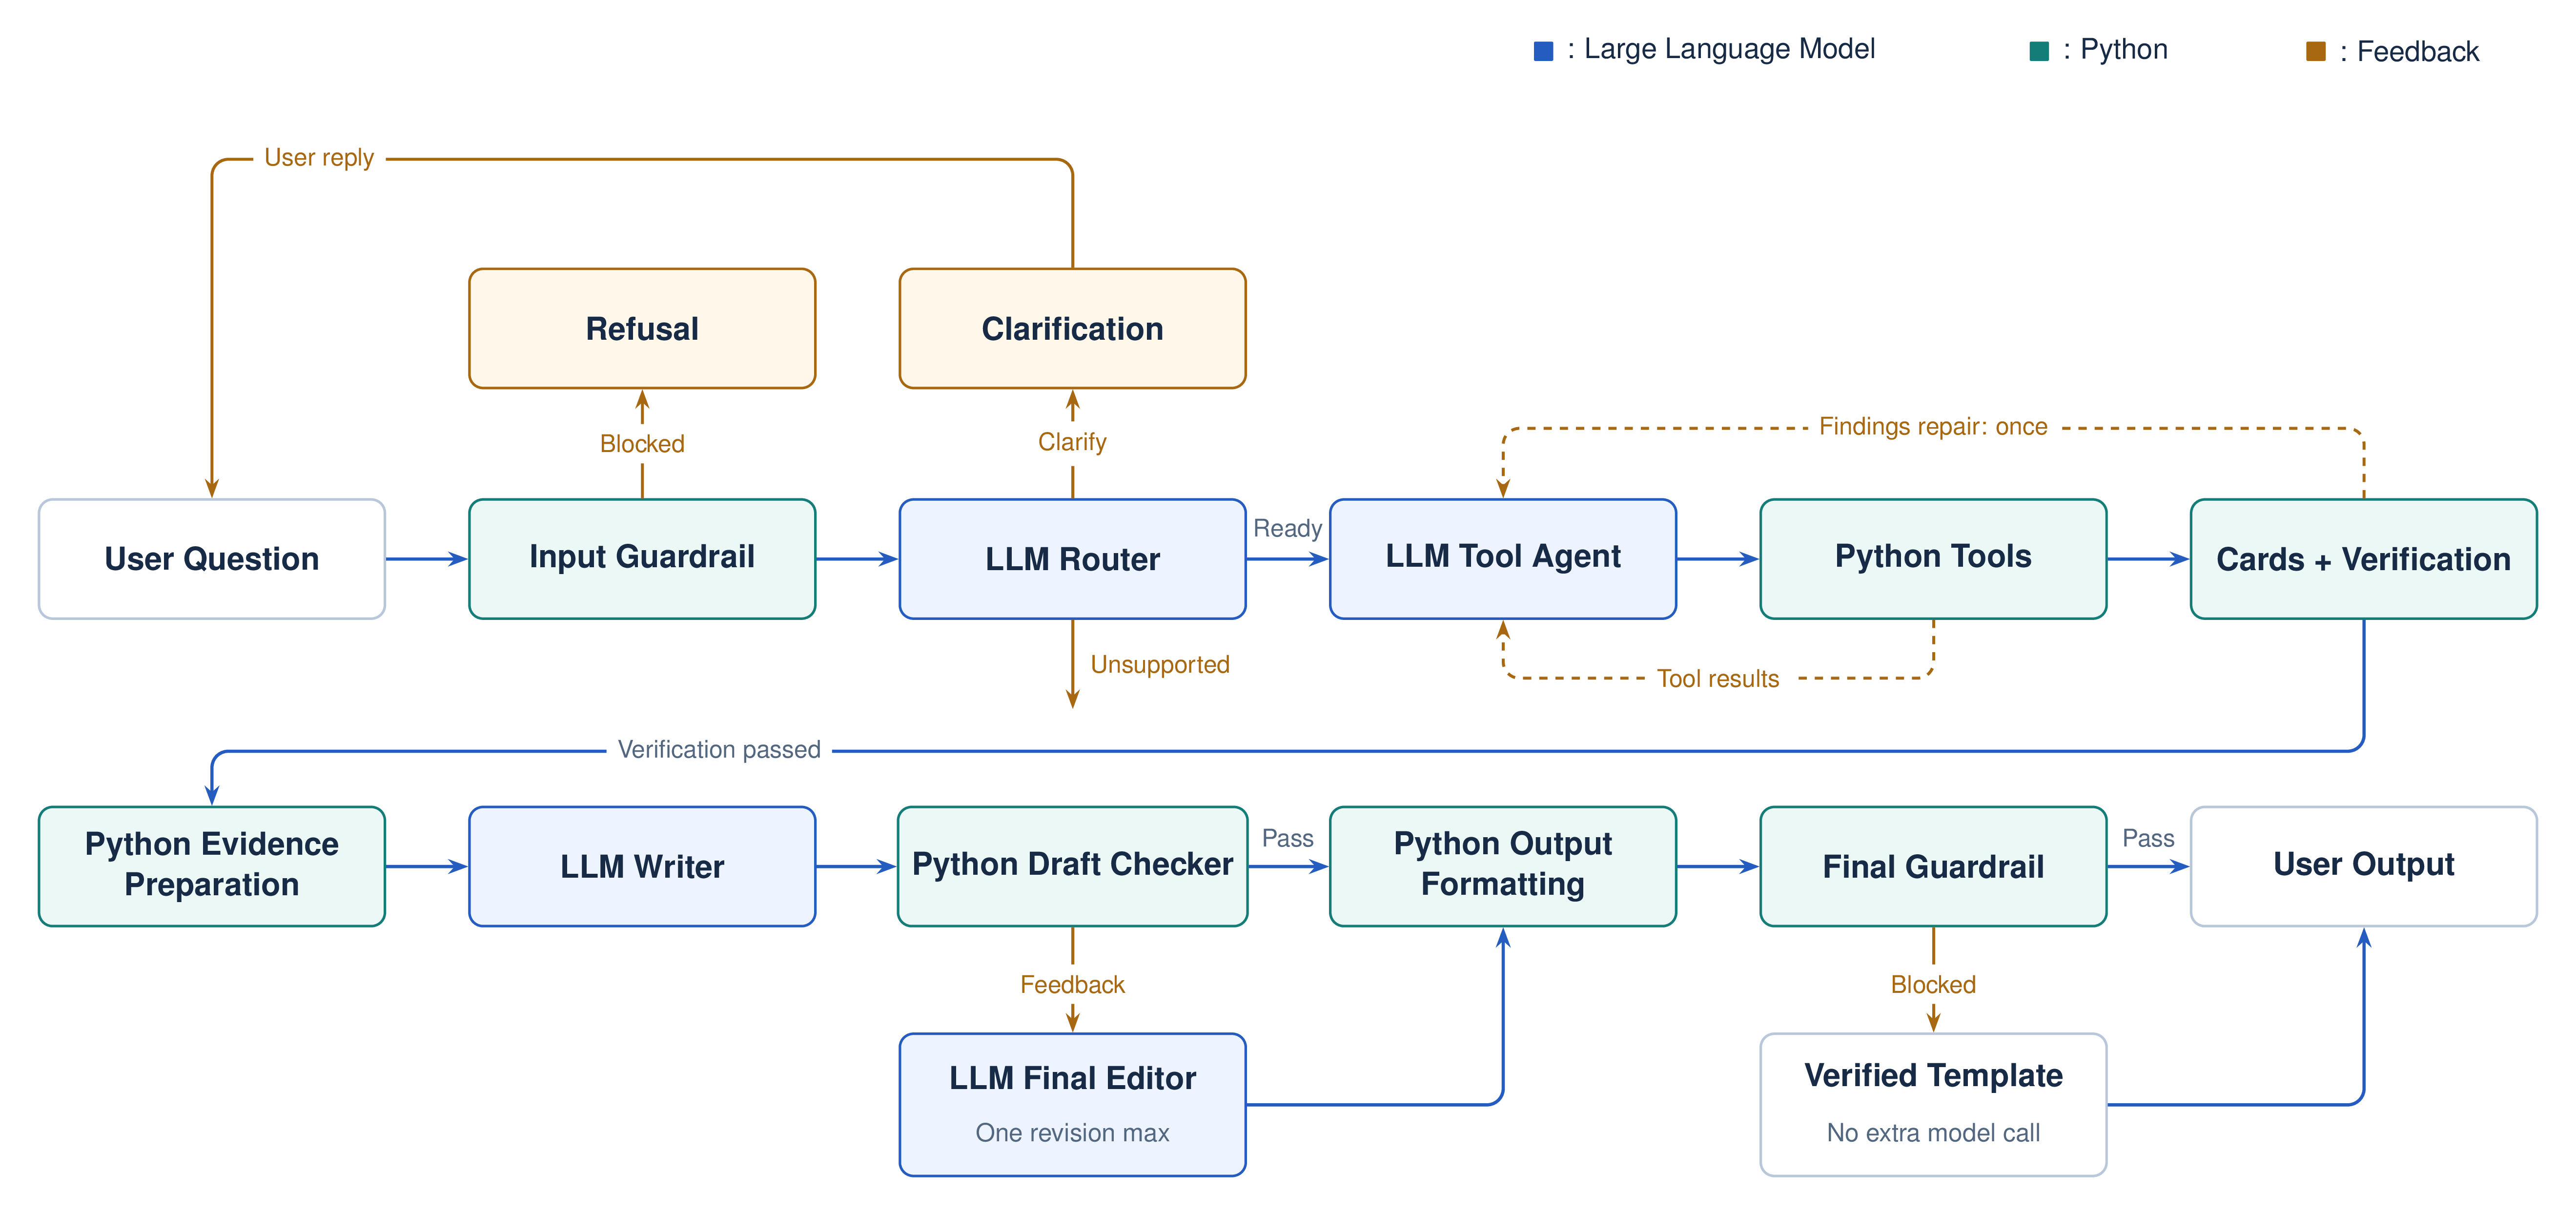 : Large Language Model
: Python
: Feedback
User reply
Refusal
Clarification
Blocked
Clarify
Findings repair: once
User Question
Input Guardrail
LLM Router
Ready
LLM Tool Agent
Python Tools
Cards + Verification
Unsupported
Tool results
Verification passed
Python Evidence
Preparation
LLM Writer
Python Draft Checker
Pass
Python Output
Formatting
Final Guardrail
Pass
User Output
Feedback
Blocked
LLM Final Editor
One revision max
Verified Template
No extra model call